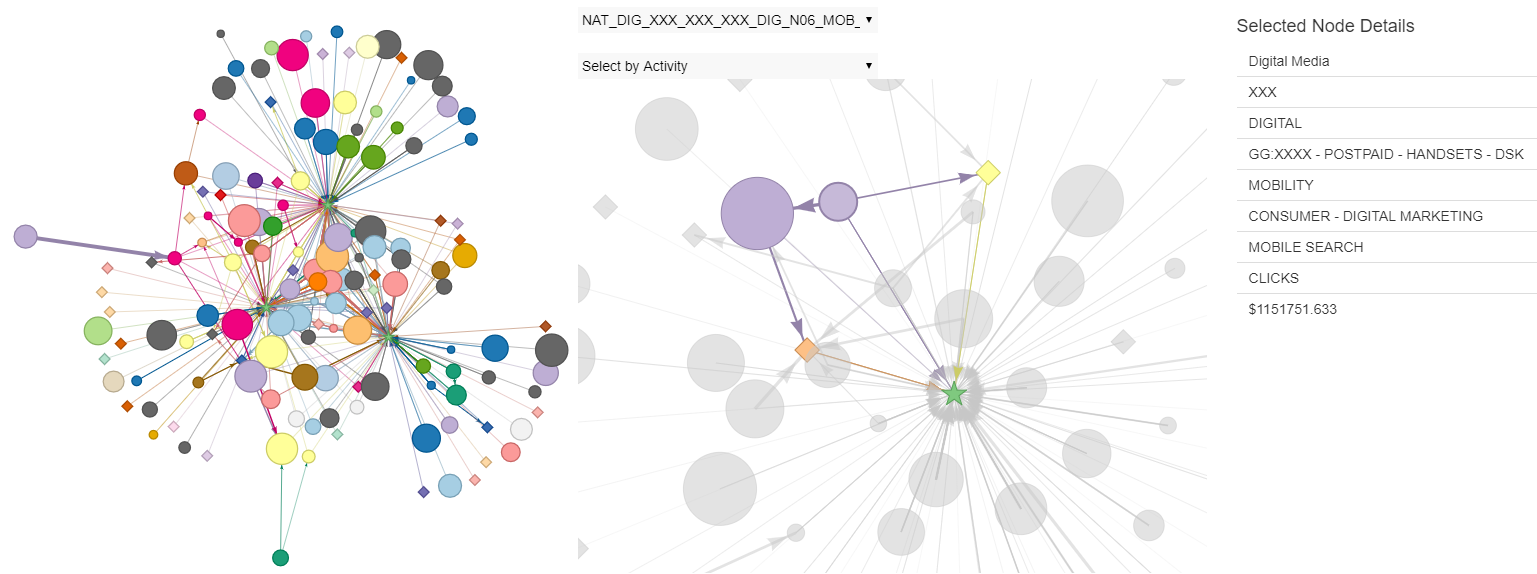 NAT_DIG_XXX_XXX_XXX_DIG_N06_MOB_
Select by Activity
Selected Node Details
Digital Media
XXX
DIGITAL
GG:XXXX - POSTPAID - HANDSETS - DSK
MOBILITY
CONSUMER - DIGITAL MARKETING
MOBILE SEARCH
CLICKS
$1151751.633